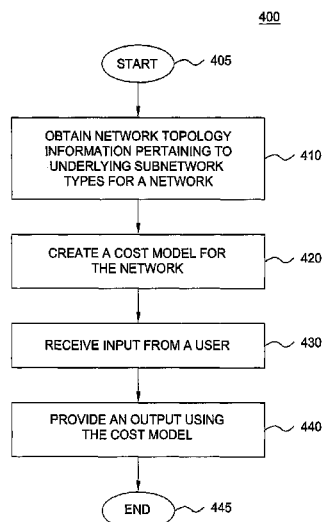 400
START
405
OBTAIN NETWORK TOPOLOGY
INFORMATION PERTAINING TO
UNDERLYING SUBNETWORK
TYPES FOR A NETWORK
410
CREATE A COST MODEL FOR
THE NETWORK
420
RECEIVE INPUT FROM A USER
430
PROVIDE AN OUTPUT USING
THE COST MODEL
440
END
445